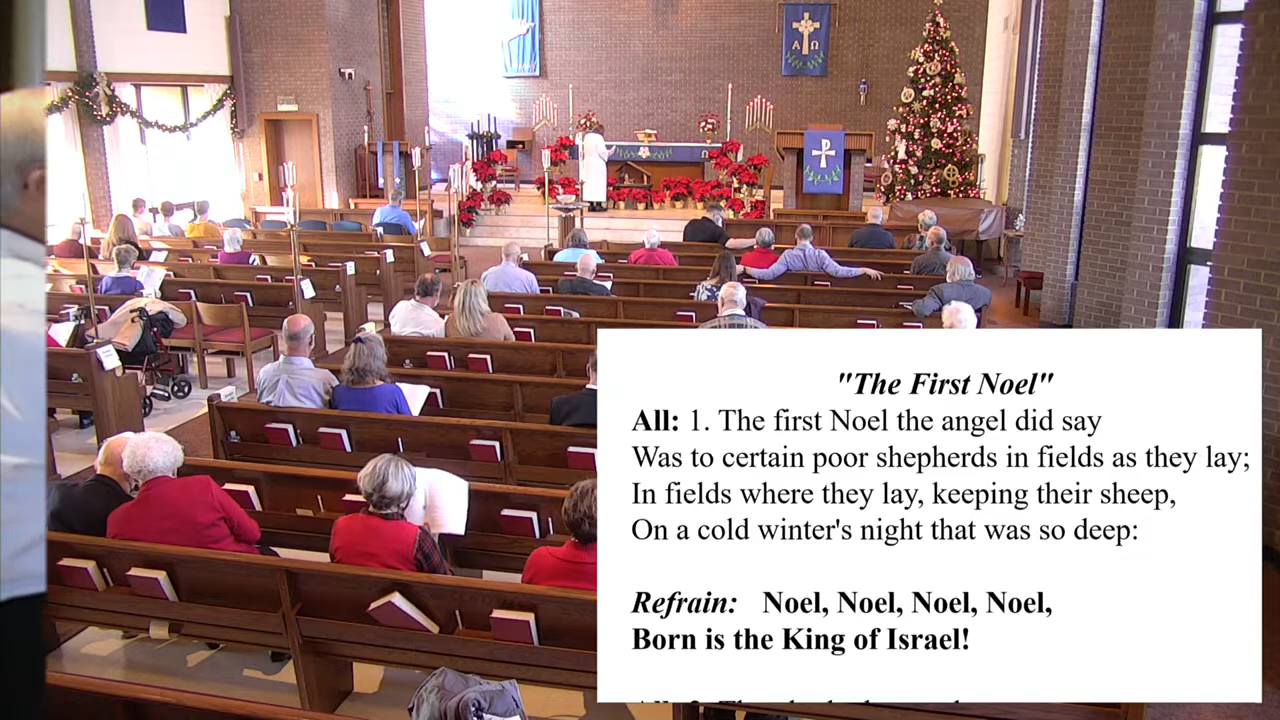 ΑΩ
"The First Noel"
All: 1. The first Noel the angel did say
Was to certain poor shepherds in fields as they lay;
In fields where they lay, keeping their sheep,
On a cold winter's night that was so deep:
Refrain: Noel, Noel, Noel, Noel,
Born is the King of Israel!